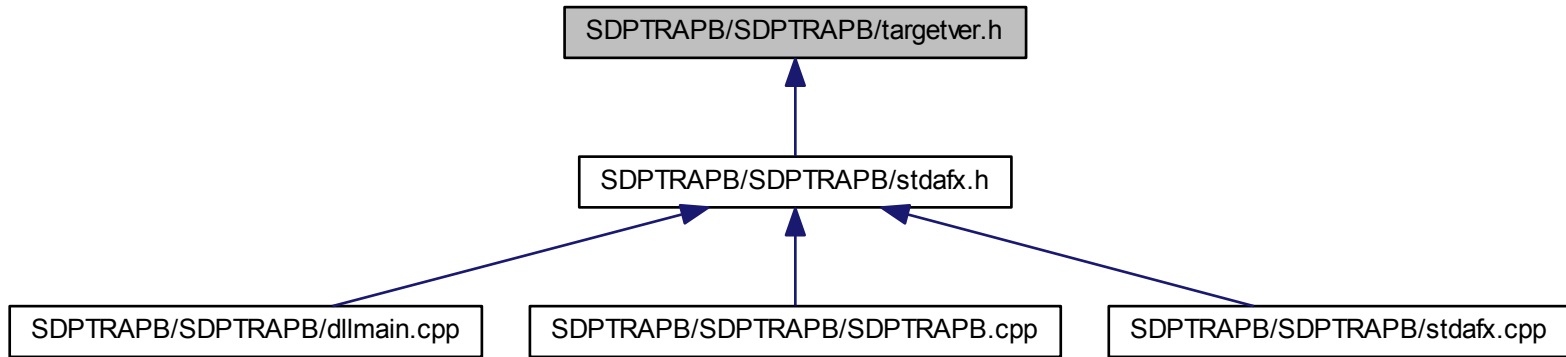 SDPTRAPB/SDPTRAPB/targetver.h
SDPTRAPB/SDPTRAPB/stdafx.h
SDPTRAPB/SDPTRAPB/dllmain.cpp
SDPTRAPB/SDPTRAPB/SDPTRAPB.cpp
SDPTRAPB/SDPTRAPB/stdafx.cpp